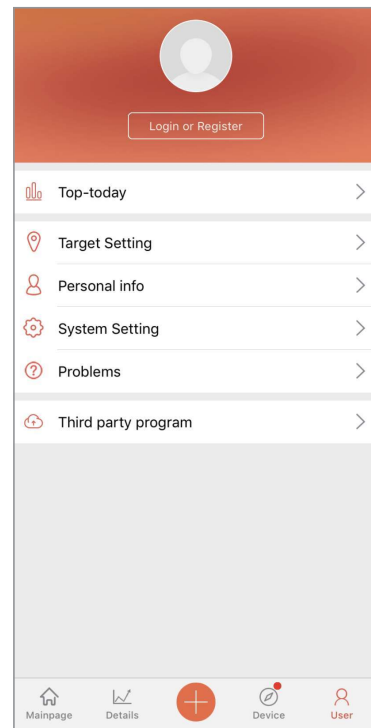 Login or Register
Top-today
Target Setting
Personal info
System Setting
Problems
Third party program
Mainpage Details Device User